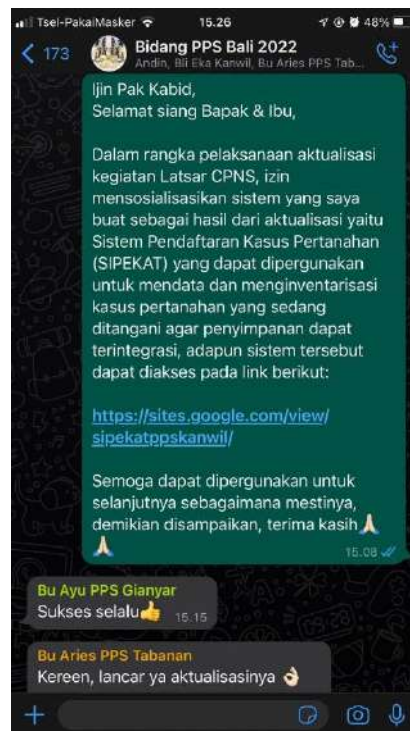 Tsel-PakaiMasker 15.26 48%
173 Bidang PPS Bali 2022
Andin, Bli Eka Kanwil, Bu Aries PPS Tab...
Ijin Pak Kabid,
Selamat siang Bapak & Ibu,
Dalam rangka pelaksanaan aktualisasi
kegiatan Latsar CPNS, izin
mensosialisasikan sistem yang saya
buat sebagai hasil dari aktualisasi yaitu
Sistem Pendaftaran Kasus Pertanahan
(SIPEKAT) yang dapat dipergunakan
untuk mendata dan menginventarisasi
kasus pertanahan yang sedang
ditangani agar penyimpanan dapat
terintegrasi, adapun sistem tersebut
dapat diakses pada link berikut:
https://sites.google.com/view/
sipekatppskanwil/
Semoga dapat dipergunakan untuk
selanjutnya sebagaimana mestinya,
demikian disampaikan, terima kasih🙏🏻
🙏🏻 15.08
Bu Ayu PPS Gianyar
Sukses selalu👍 15.15
Bu Aries PPS Tabanan
Kereen, lancar ya aktualisasinya 👌🏻